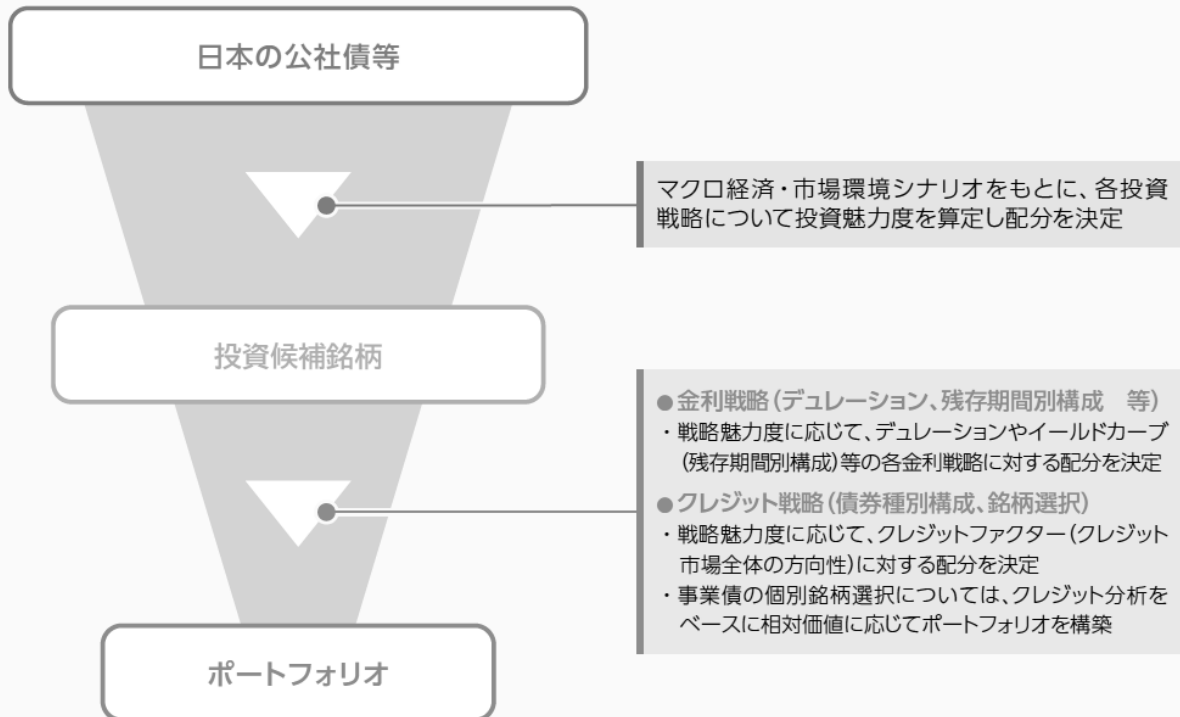 日本の公社債等
マクロ経済・市場環境シナリオをもとに、各投資
戦略について投資魅力度を算定し配分を決定
投資候補銘柄
●金利戦略(デュレーション、残存期間別構成　等)
・戦略魅力度に応じて、デュレーションやイールドカーブ
(残存期間別構成)等の各金利戦略に対する配分を決定
●クレジット戦略(債券種別構成、銘柄選択)
・戦略魅力度に応じて、クレジットファクター(クレジット
市場全体の方向性)に対する配分を決定
・事業債の個別銘柄選択については、クレジット分析を
ベースに相対価値に応じてポートフォリオを構築
ポートフォリオ